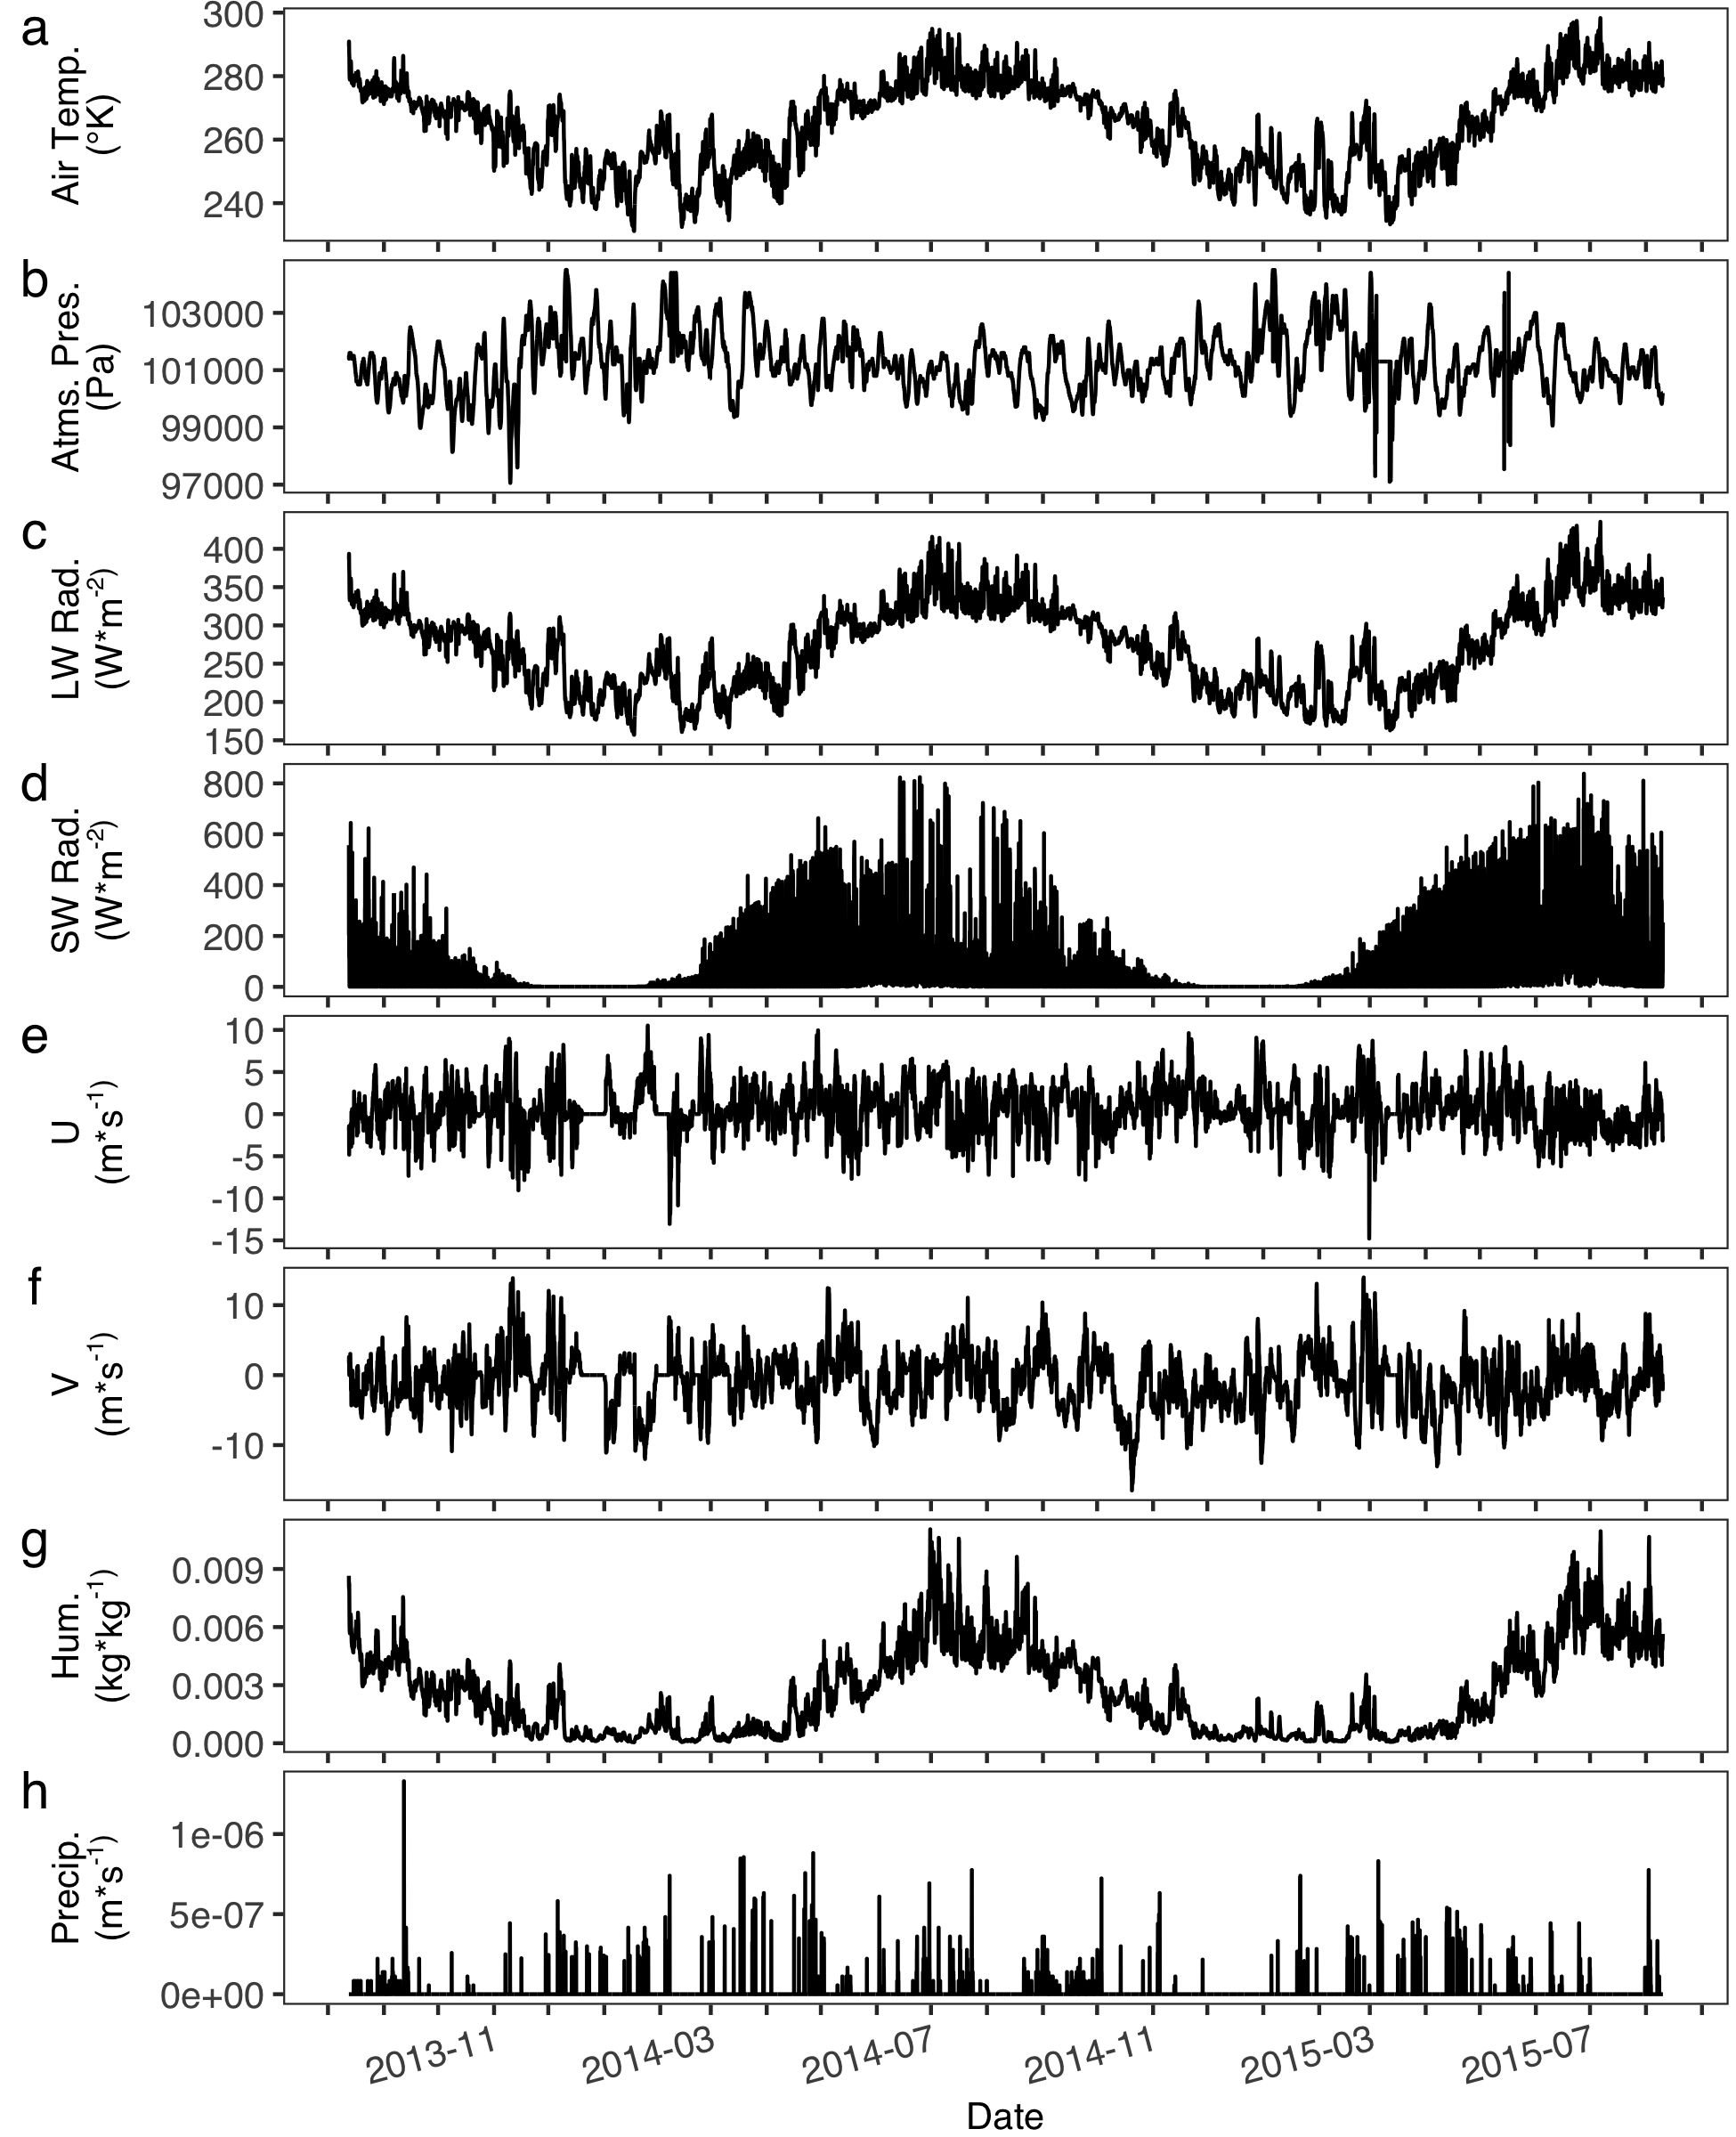 a
Air Temp.
(°K)
300
280
260
240
b
Atms. Pres.
(Pa)
103000
101000
99000
97000
c
LW Rad.
(W*m-2)
400
350
300
250
200
150
d
SW Rad.
(W*m-2)
800
600
400
200
0
e
U
(m*s-1)
10
5
0
-5
-10
-15
f
V
(m*s-1)
10
0
-10
g
Hum.
(kg*kg-1)
0.009
0.006
0.003
0.000
h
Precip.
(m*s-1)
1e-06
5e-07
0e+00
2013-11
2014-03
2014-07
2014-11
2015-03
2015-07
Date